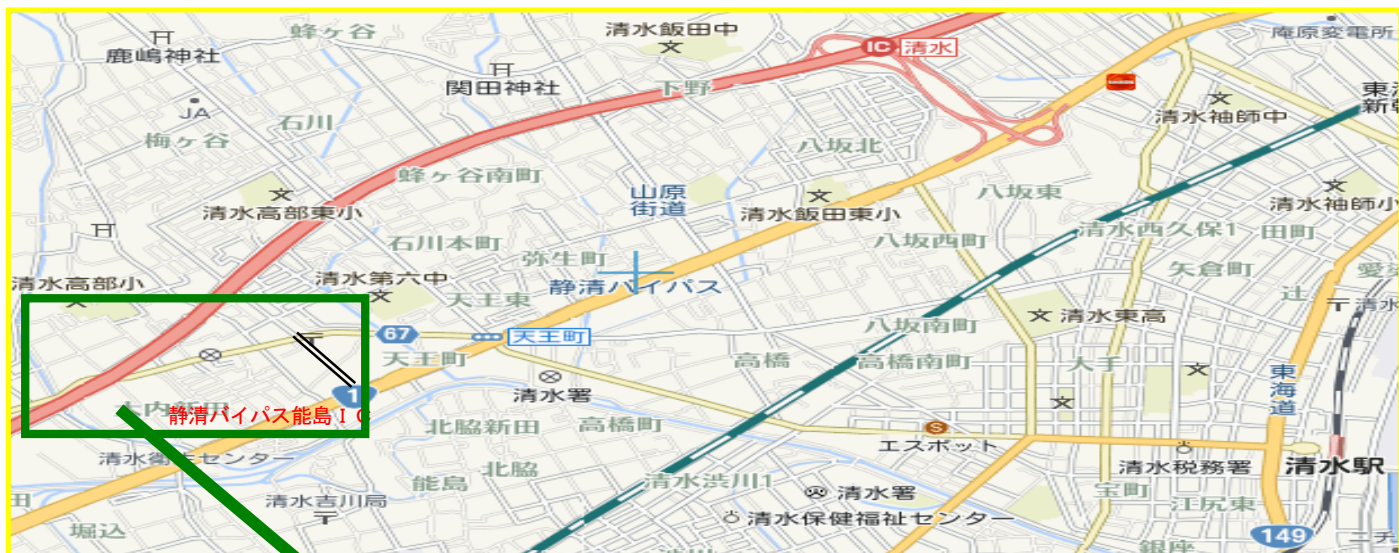 蜂ヶ谷
鹿嶋神社
清水飯田中
IC
清水
庵原変電所
関田神社
下野
JA
石川
梅ヶ谷
清水袖師中
八坂北
蜂ヶ谷南町
山原
街道
八坂東
清水高部東小
清水飯田東小
清水袖師小
石川本町
八坂西町
清水西久保1
田町
弥生町
矢倉町
清水高部小
清水第六中
静清バイパス
天王東
辻
清水東高
八坂南町
67
天王町
天王町
高橋
高橋南町
大手
東海道
清水署
大内新田
静清バイパス能島IC
北脇新田
高橋町
エスポット
清水衛生センター
北脇
清水税務署
清水駅
能島
清水渋川1
清水署
宝町
江尻東
清水吉川局
堀込
清水保健福祉センター
149
銀座